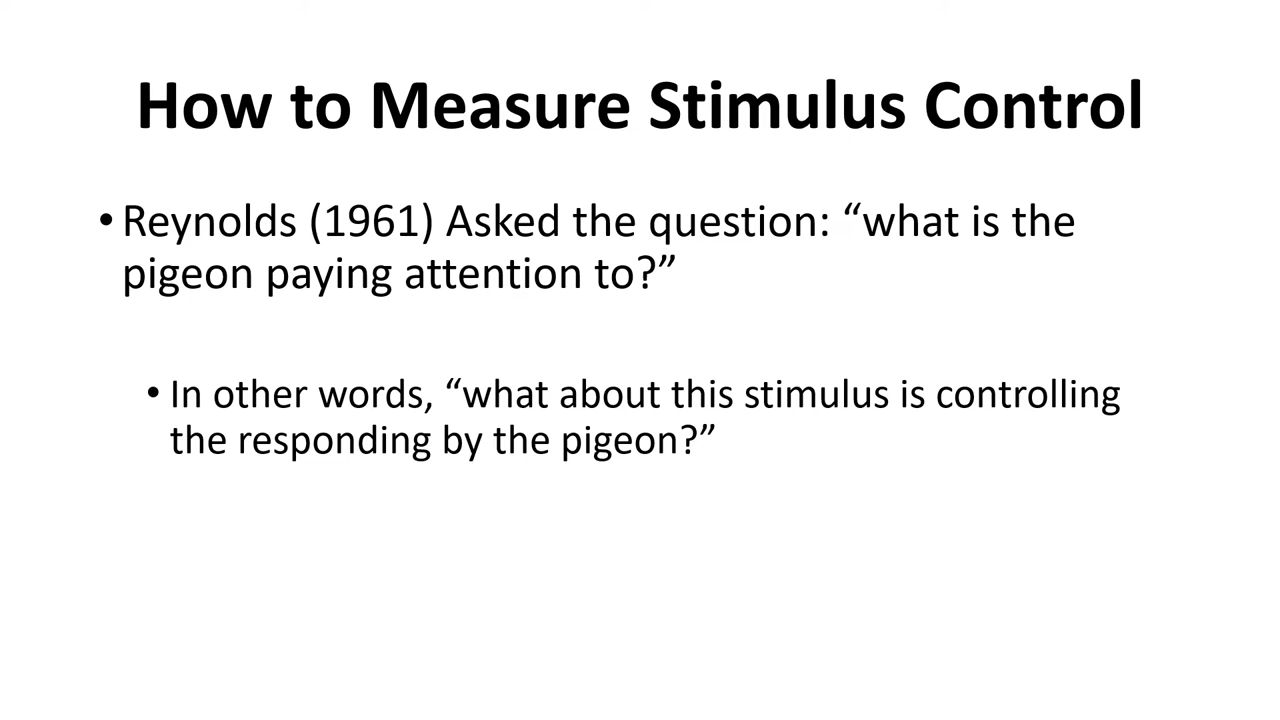 How to Measure Stimulus Control
• Reynolds (1961) Asked the question: “what is the
pigeon paying attention to?”
• In other words, “what about this stimulus is controlling
the responding by the pigeon?”